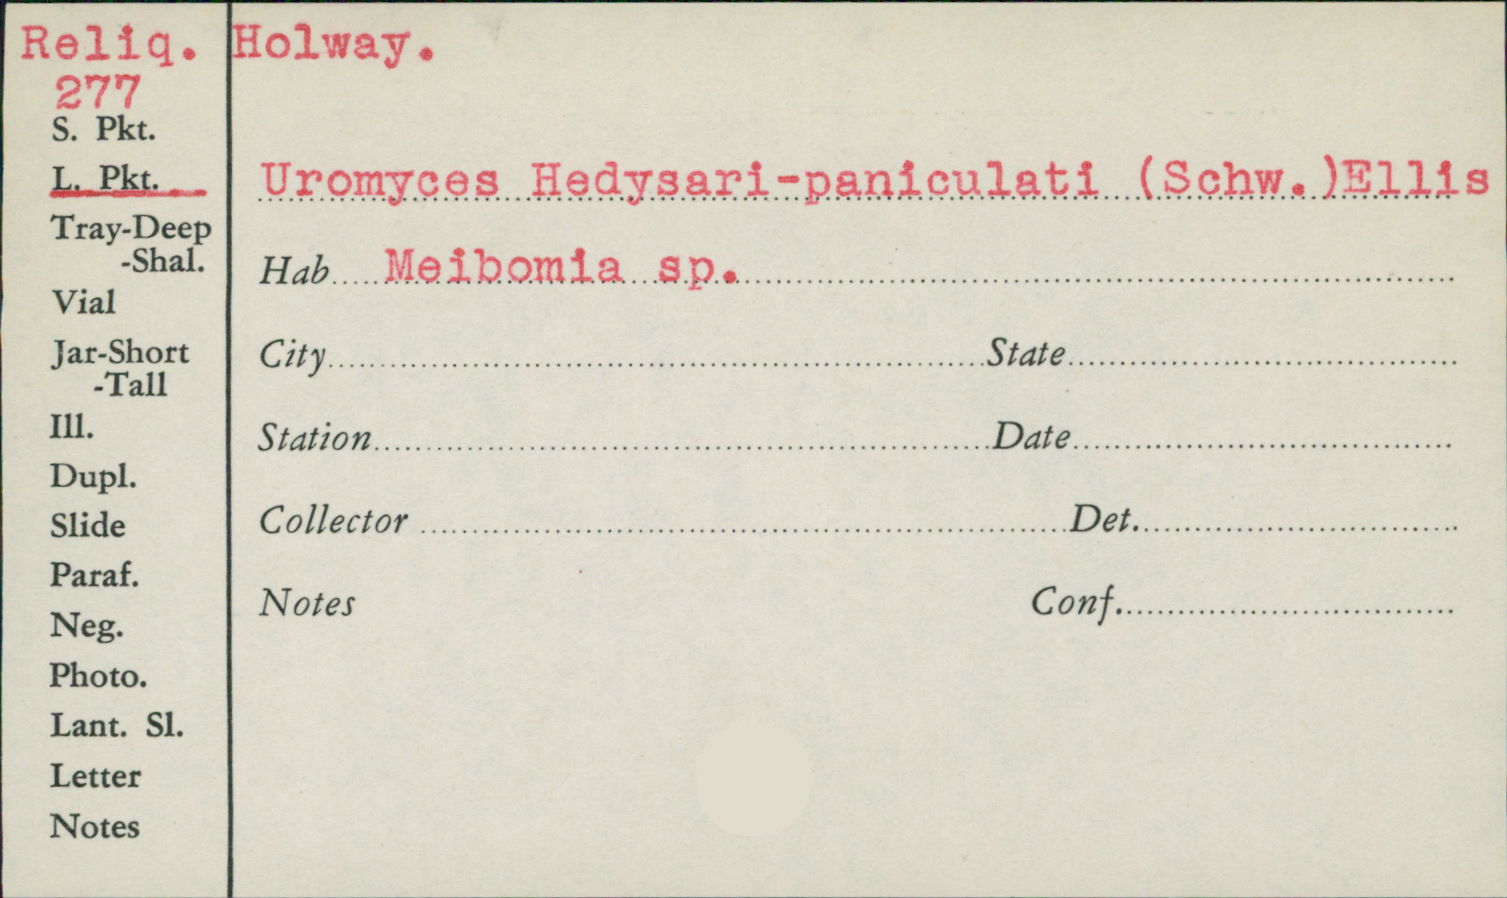 Reliq. Holway.
277
S. Pkt.
L. Pkt.
Uromyces Hedysari-paniculati (Schw.)Ellis
Tray-Deep
-Shal.
Hab. Meibomia sp.
Vial
Jar-Short
-Tall
City State
Ill.
Station Date
Dupl.
Slide
Collector Det.
Paraf.
Notes Conf.
Neg.
Photo.
Lant. Sl.
Letter
Notes